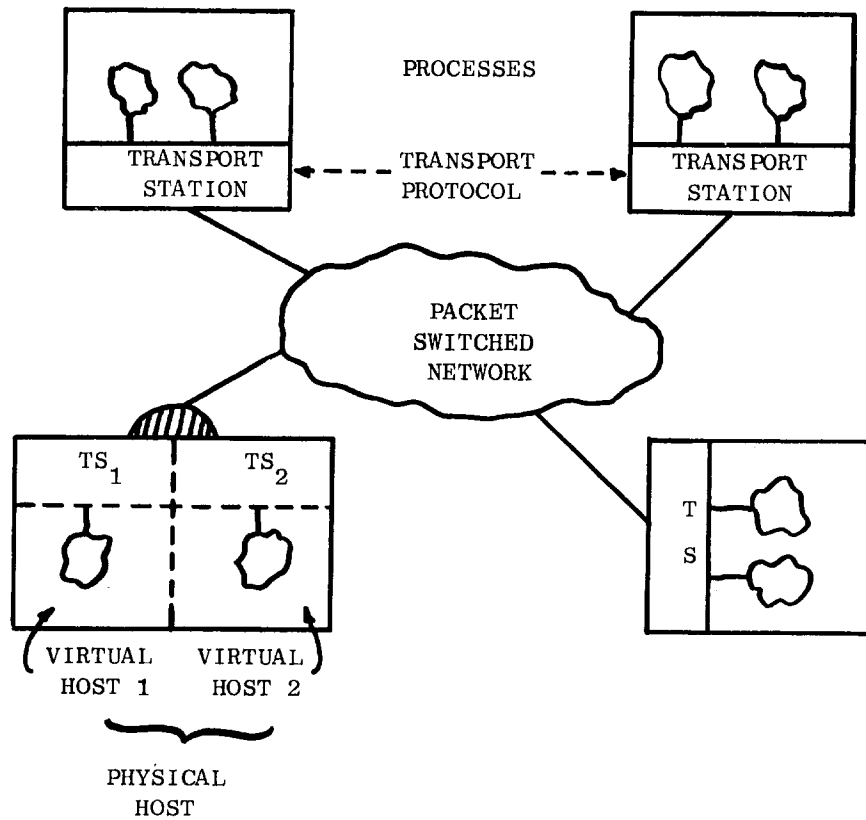 PROCESSES
TRANSPORT
STATION
TRANSPORT
PROTOCOL
TRANSPORT
STATION
PACKET
SWITCHED
NETWORK
TS1
TS2
T
S
VIRTUAL
HOST 1
VIRTUAL
HOST 2
PHYSICAL
HOST